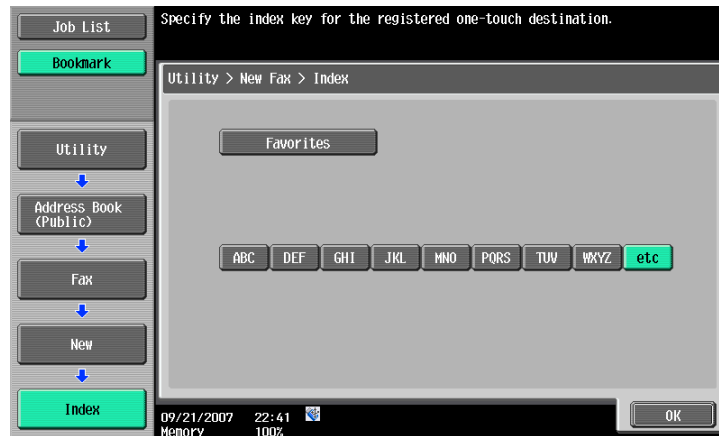 Job List
Bookmark
Utility
Address Book
(Public)
Fax
New
Index
Specify the index key for the registered one-touch destination.
Utility > New Fax > Index
Favorites
ABC DEF GHI JKL MNO PQRS TUV WXYZ etc
09/21/2007 22:41
Memory 100%
OK